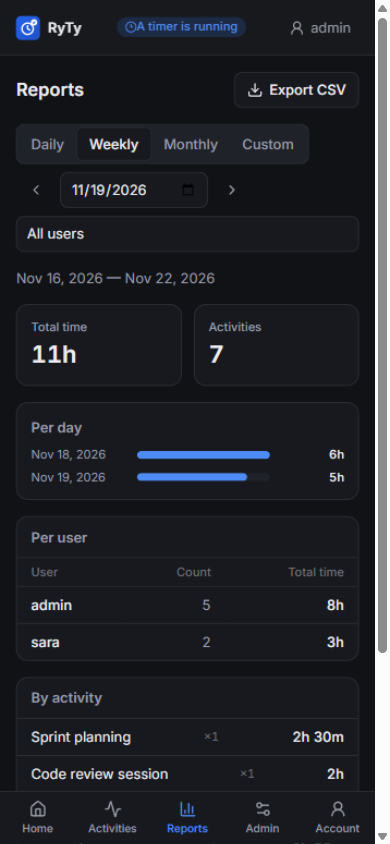 RyTy
A timer is running
admin
Reports
Export CSV
Daily Weekly Monthly Custom
11/19/2026
All users
Nov 16, 2026 — Nov 22, 2026
Total time
11h
Activities
7
Per day
Nov 18, 2026 6h
Nov 19, 2026 5h
Per user
User Count Total time
admin 5 8h
sara 2 3h
By activity
Sprint planning ×1 2h 30m
Code review session ×1 2h
Home Activities Reports Admin Account